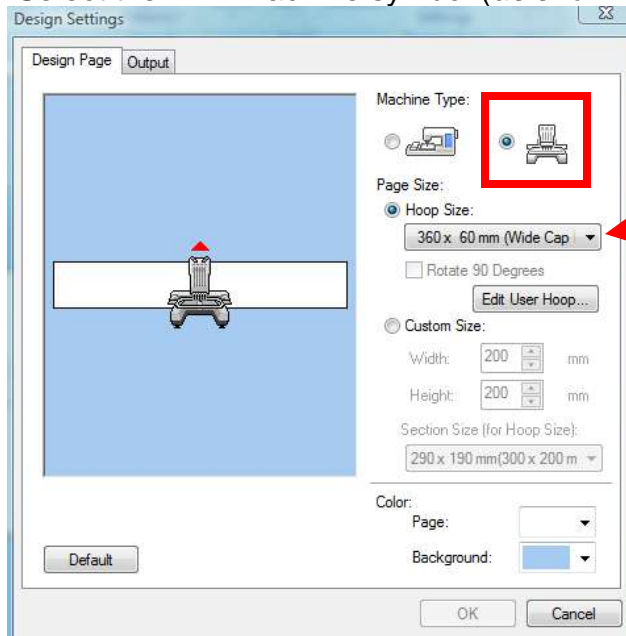 Design Settings
Design Page
Output
Machine Type:
Page Size:
Hoop Size:
360 x 60 mm (Wide Cap
Rotate 90 Degrees
Edit User Hoop...
Custom Size:
Width: 200 mm
Height: 200 mm
Section Size (for Hoop Size):
290 x 190 mm(300 x 200 m
Color:
Page:
Background:
Default
OK
Cancel